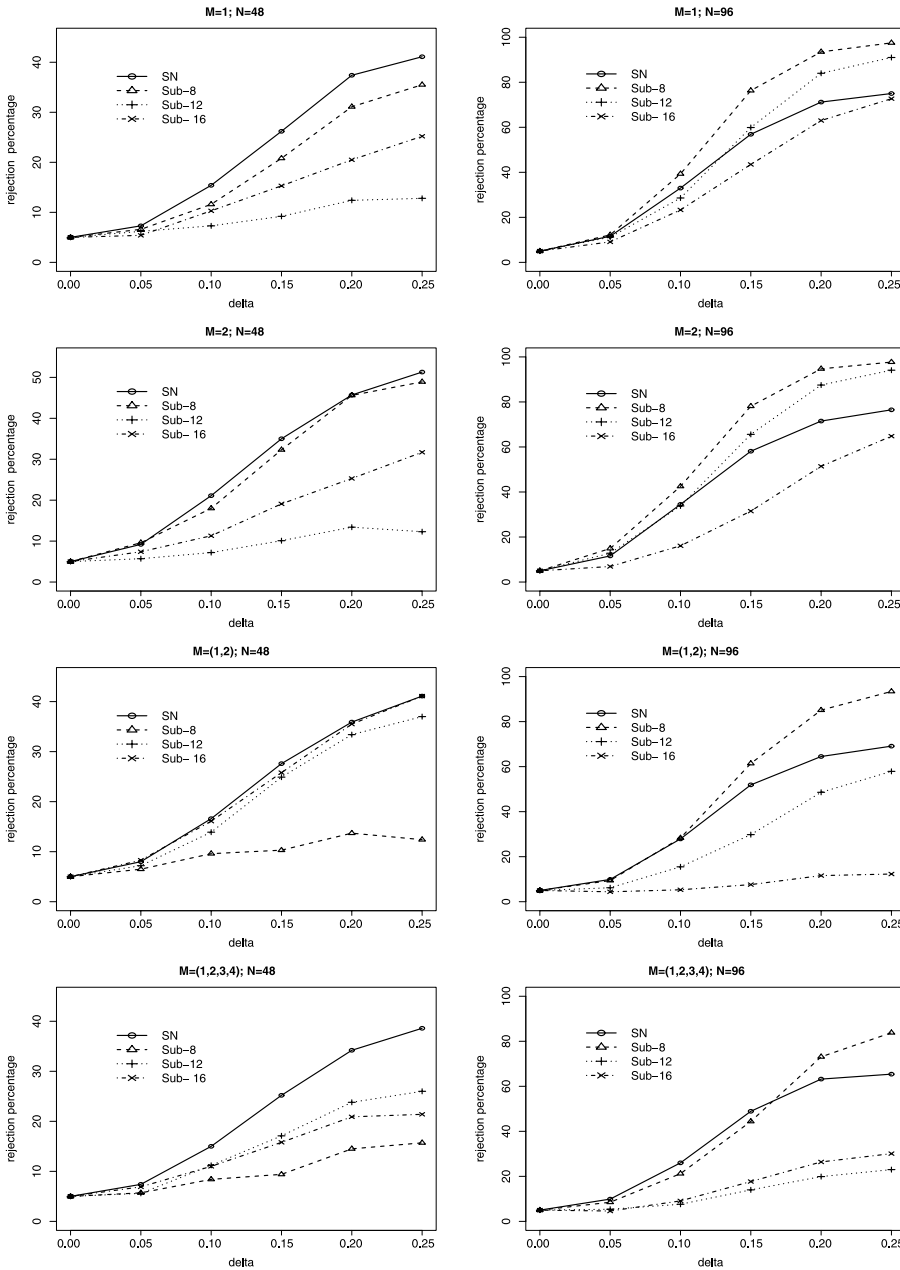 M=1; N=48
rejection percentage
40
30
20
10
0
SN
Sub-8
Sub-12
Sub- 16
0.00 0.05 0.10 0.15 0.20 0.25
delta
M=1; N=96
rejection percentage
100
80
60
40
20
0
SN
Sub-8
Sub-12
Sub- 16
0.00 0.05 0.10 0.15 0.20 0.25
delta
M=2; N=48
rejection percentage
50
40
30
20
10
0
SN
Sub-8
Sub-12
Sub- 16
0.00 0.05 0.10 0.15 0.20 0.25
delta
M=2; N=96
rejection percentage
100
80
60
40
20
0
SN
Sub-8
Sub-12
Sub- 16
0.00 0.05 0.10 0.15 0.20 0.25
delta
M=(1,2); N=48
rejection percentage
40
30
20
10
0
SN
Sub-8
Sub-12
Sub- 16
0.00 0.05 0.10 0.15 0.20 0.25
delta
M=(1,2); N=96
rejection percentage
100
80
60
40
20
0
SN
Sub-8
Sub-12
Sub- 16
0.00 0.05 0.10 0.15 0.20 0.25
delta
M=(1,2,3,4); N=48
rejection percentage
40
30
20
10
0
SN
Sub-8
Sub-12
Sub- 16
0.00 0.05 0.10 0.15 0.20 0.25
delta
M=(1,2,3,4); N=96
rejection percentage
100
80
60
40
20
0
SN
Sub-8
Sub-12
Sub- 16
0.00 0.05 0.10 0.15 0.20 0.25
delta